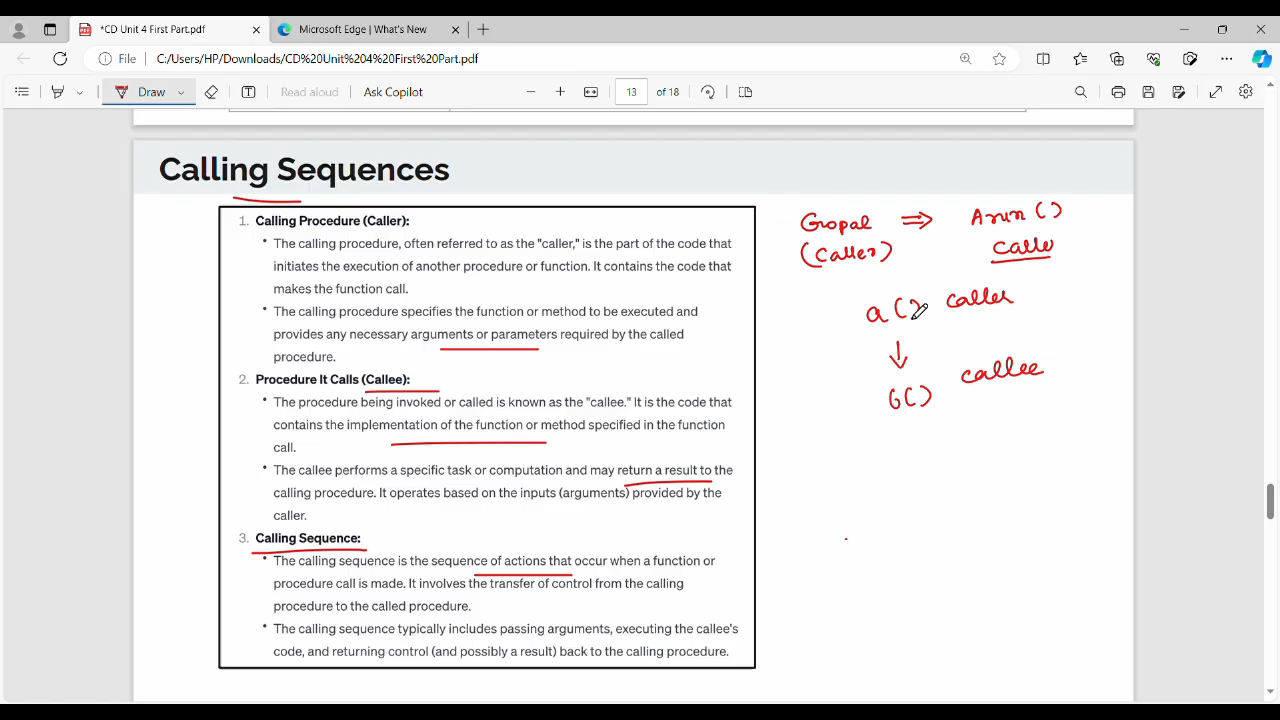 *CD Unit 4 First Part.pdf
Microsoft Edge | What's New
File
C:/Users/HP/Downloads/CD%20Unit%204%20First%20Part.pdf
Draw
Read aloud
Ask Copilot
13 of 18
Calling Sequences
1. Calling Procedure (Caller):
• The calling procedure, often referred to as the "caller," is the part of the code that
initiates the execution of another procedure or function. It contains the code that
makes the function call.
• The calling procedure specifies the function or method to be executed and
provides any necessary arguments or parameters required by the called
procedure.
2. Procedure It Calls (Callee):
• The procedure being invoked or called is known as the "callee." It is the code that
contains the implementation of the function or method specified in the function
call.
• The callee performs a specific task or computation and may return a result to the
calling procedure. It operates based on the inputs (arguments) provided by the
caller.
3. Calling Sequence:
• The calling sequence is the sequence of actions that occur when a function or
procedure call is made. It involves the transfer of control from the calling
procedure to the called procedure.
• The calling sequence typically includes passing arguments, executing the callee's
code, and returning control (and possibly a result) back to the calling procedure.
Gopal ⇒ Arun ()
(Caller)
a () caller
↓
b() callee